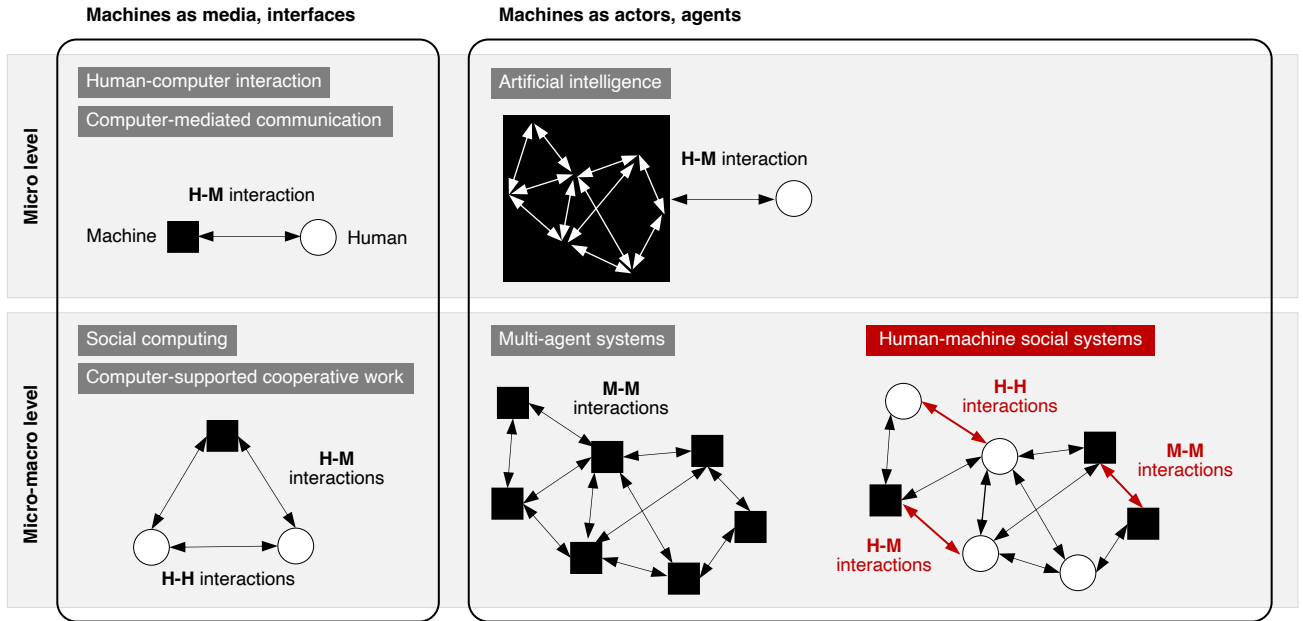 Machines as media, interfaces
Machines as actors, agents
Micro level
Human-computer interaction
Computer-mediated communication
H-M interaction
Machine
Human
Artificial intelligence
H-M interaction
Micro-macro level
Social computing
Computer-supported cooperative work
H-M
interactions
H-H interactions
Multi-agent systems
M-M
interactions
Human-machine social systems
H-H
interactions
M-M
interactions
H-M
interactions